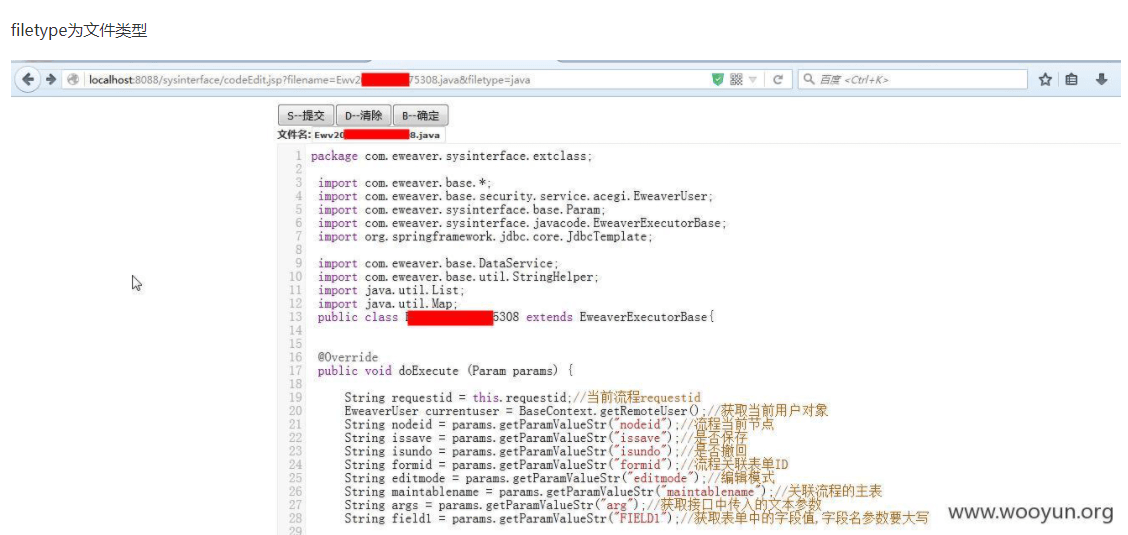 filetype为文件类型
localhost:8088/sysinterface/codeEdit.jsp?filename=Ewv2 75308.java&filetype=java
百度 <Ctrl+K>
S--提交 D--清除 B--确定
文件名: Ewv20 8.java
1 package com.eweaver.sysinterface.extclass;
2
3 import com.eweaver.base.*;
4 import com.eweaver.base.security.service.acegi.EweaverUser;
5 import com.eweaver.sysinterface.base.Param;
6 import com.eweaver.sysinterface.javacode.EweaverExecutorBase;
7 import org.springframework.jdbc.core.JdbcTemplate;
8
9 import com.eweaver.base.DataService;
10 import com.eweaver.base.util.StringHelper;
11 import java.util.List;
12 import java.util.Map;
13 public class 5308 extends EweaverExecutorBase{
14
15
16 @Override
17 public void doExecute (Param params) {
18
19 String requestid = this.requestid;//当前流程requestid
20 EweaverUser currentuser = BaseContext.getRemoteUser();//获取当前用户对象
21 String nodeid = params.getParamValueStr("nodeid");//流程当前节点
22 String issave = params.getParamValueStr("issave");//是否保存
23 String isundo = params.getParamValueStr("isundo");//是否撤回
24 String formid = params.getParamValueStr("formid");//流程关联表单ID
25 String editmode = params.getParamValueStr("editmode");//编辑模式
26 String maintablename = params.getParamValueStr("maintablename");//关联流程的主表
27 String args = params.getParamValueStr("arg");//获取接口中传入的文本参数
28 String field1 = params.getParamValueStr("FIELD1");//获取表单中的字段值,字段名参数要大写
29
www.wooyun.org